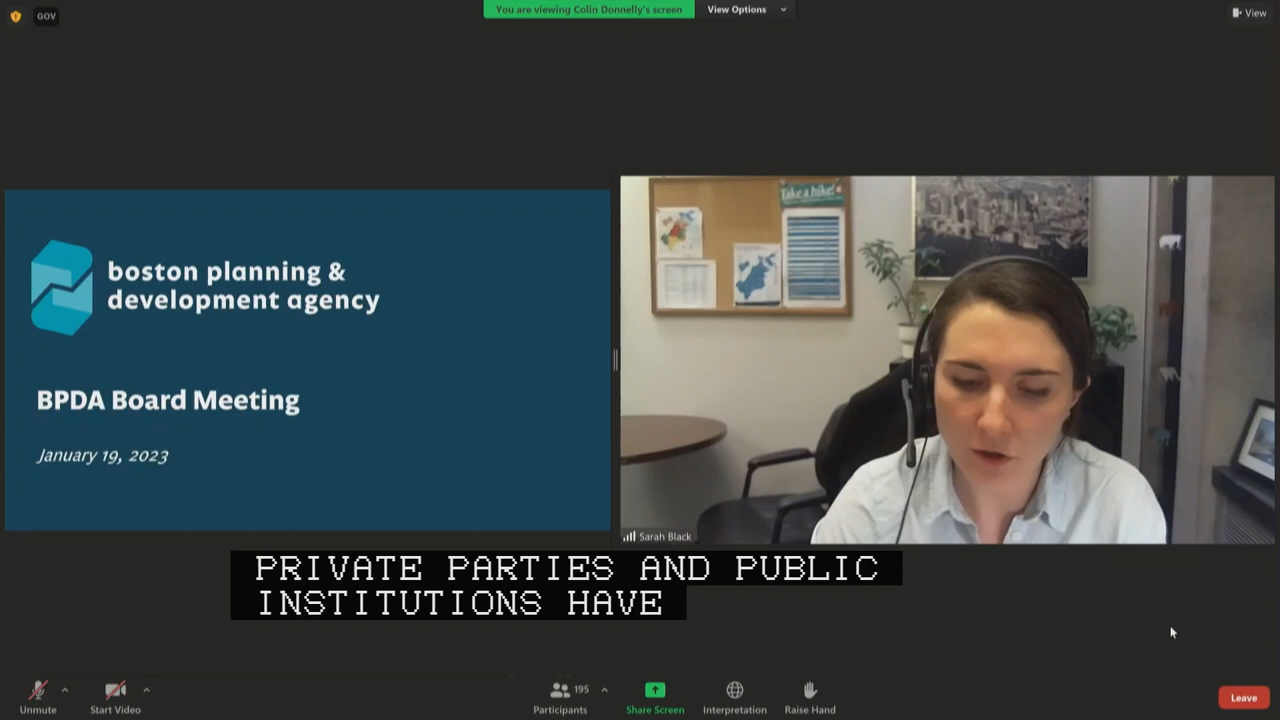 GOV
You are viewing Colin Donnelly's screen
View Options
View
boston planning &
development agency
BPDA Board Meeting
January 19, 2023
Take a hike!
Sarah Black
PRIVATE PARTIES AND PUBLIC
INSTITUTIONS HAVE
Unmute
Start Video
195
Participants
Share Screen
Interpretation
Raise Hand
Leave